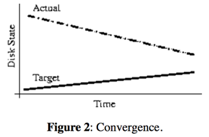 Actual
Disk State
Target
Time
Figure 2: Convergence.